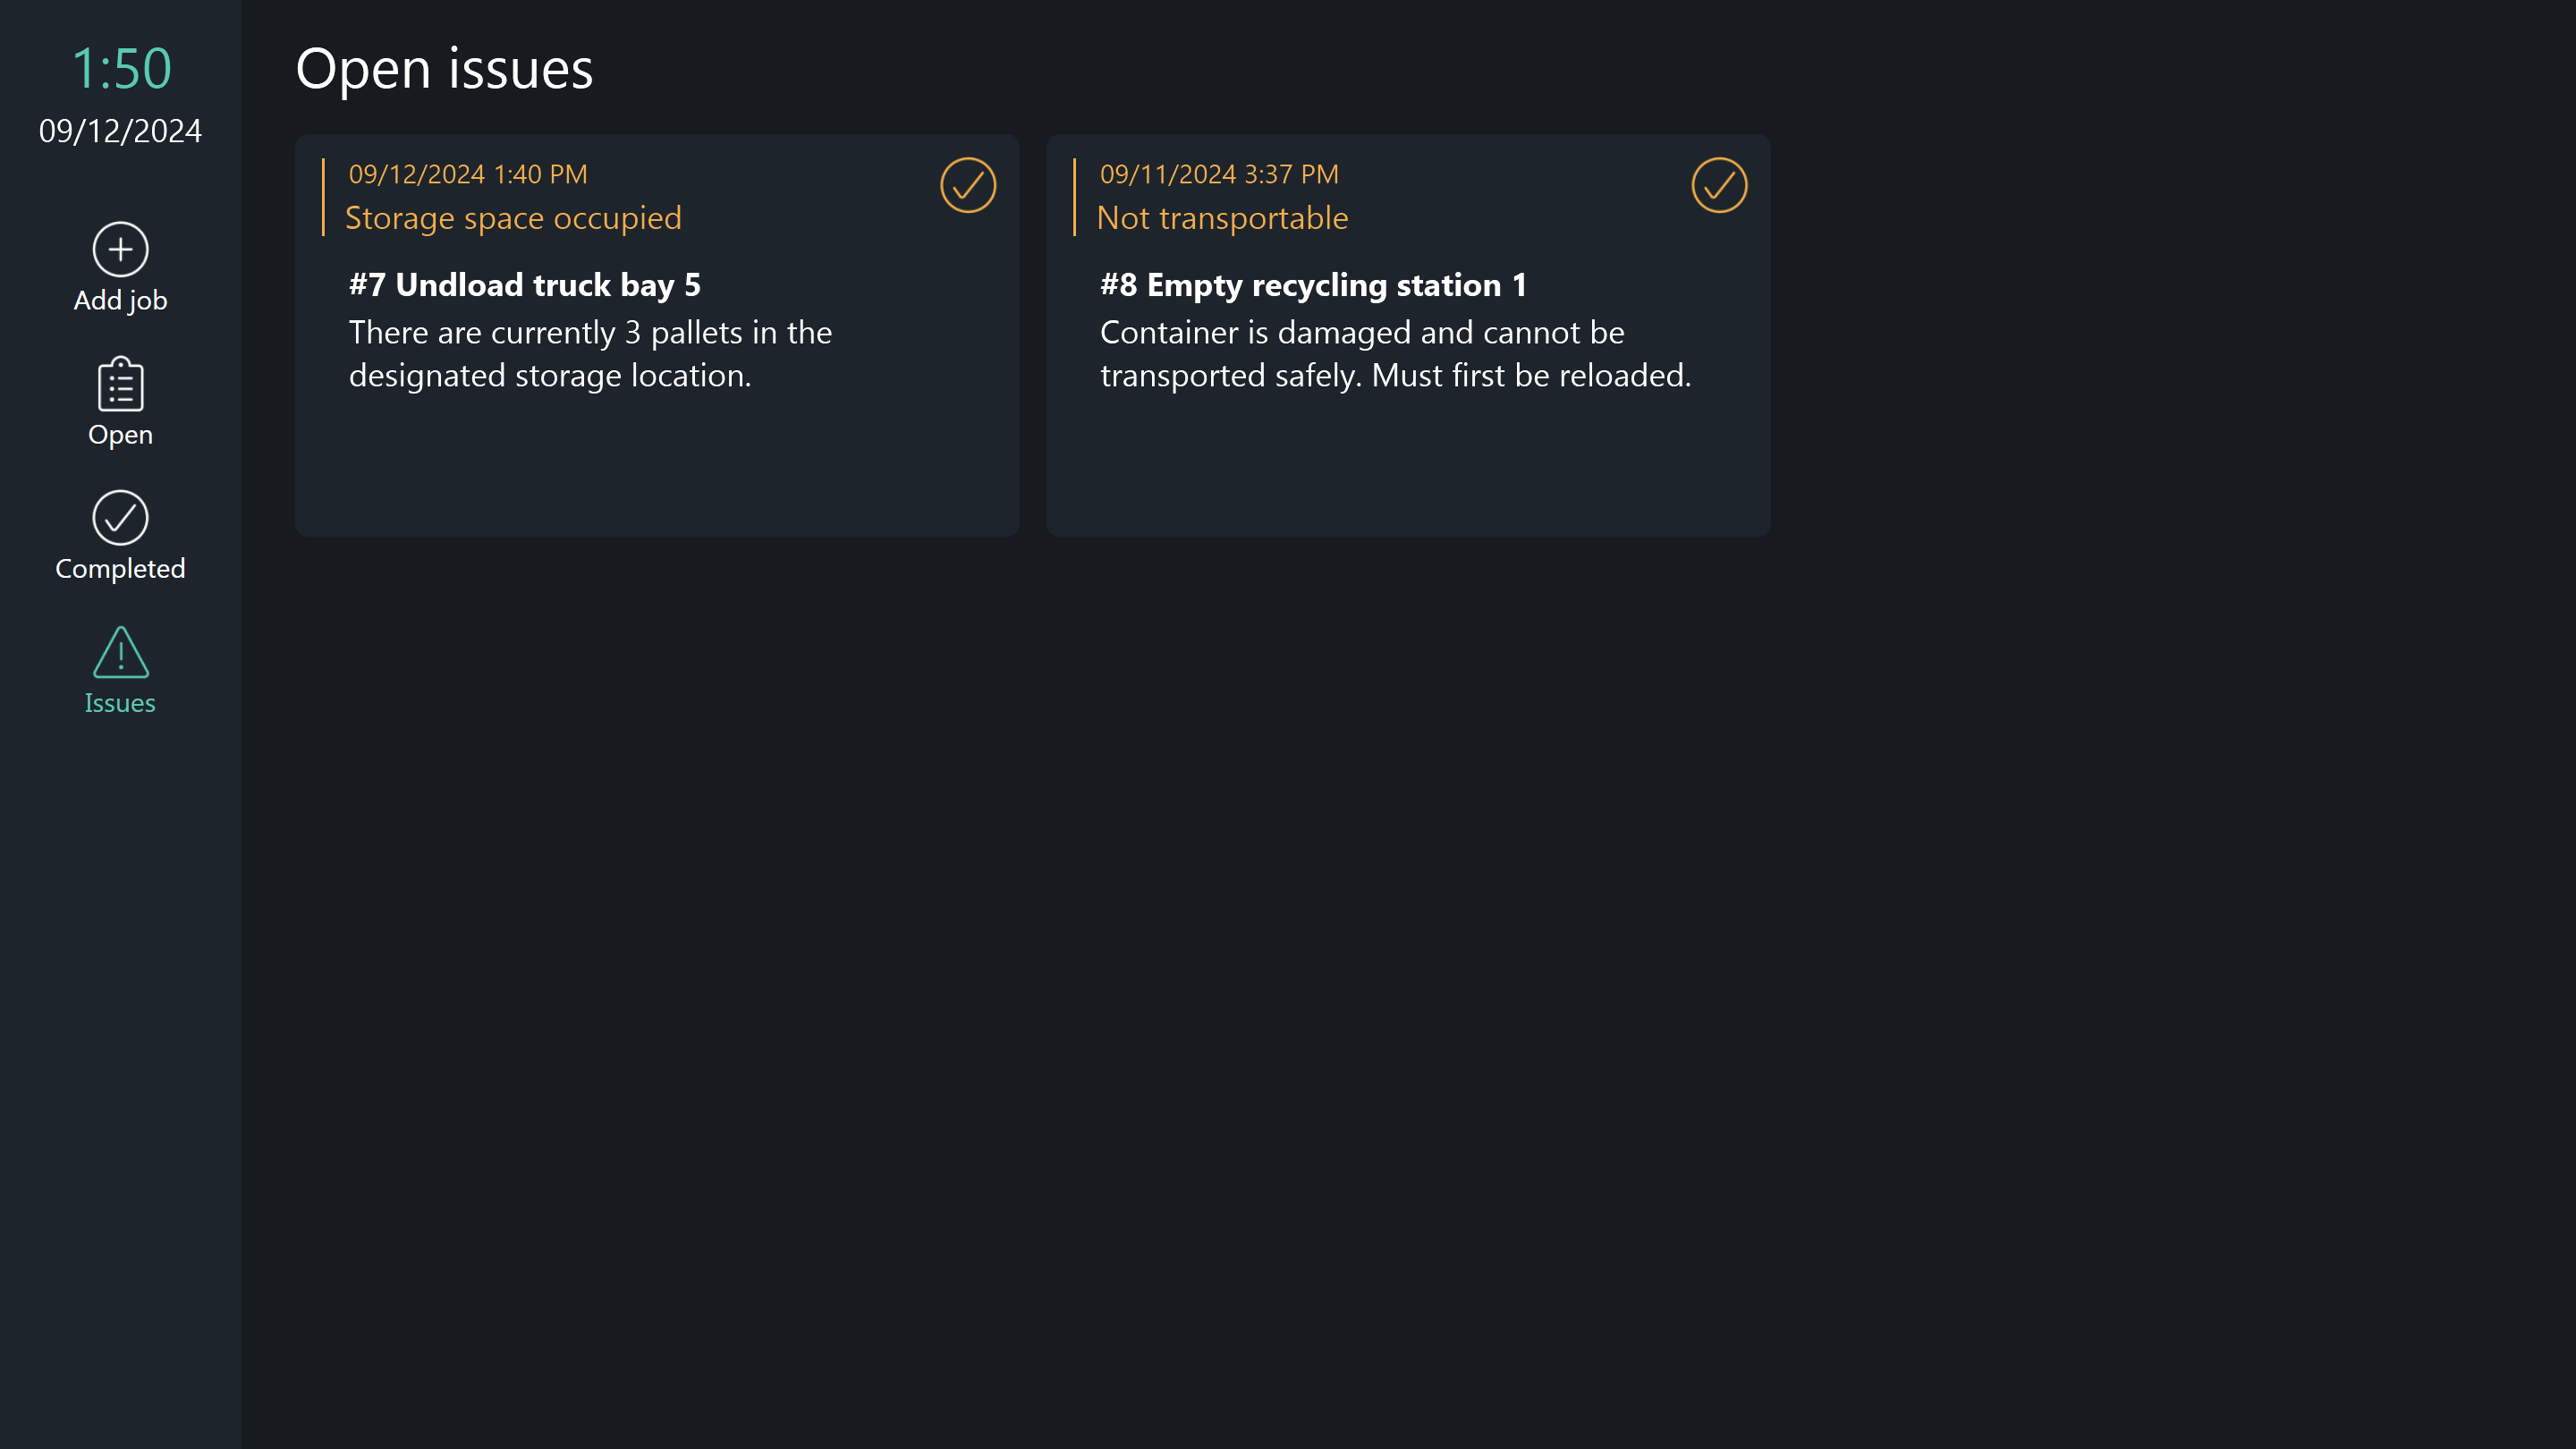 1:50
09/12/2024
Add job
Open
Completed
Issues
Open issues
09/12/2024 1:40 PM
Storage space occupied
#7 Undload truck bay 5
There are currently 3 pallets in the
designated storage location.
09/11/2024 3:37 PM
Not transportable
#8 Empty recycling station 1
Container is damaged and cannot be
transported safely. Must first be reloaded.